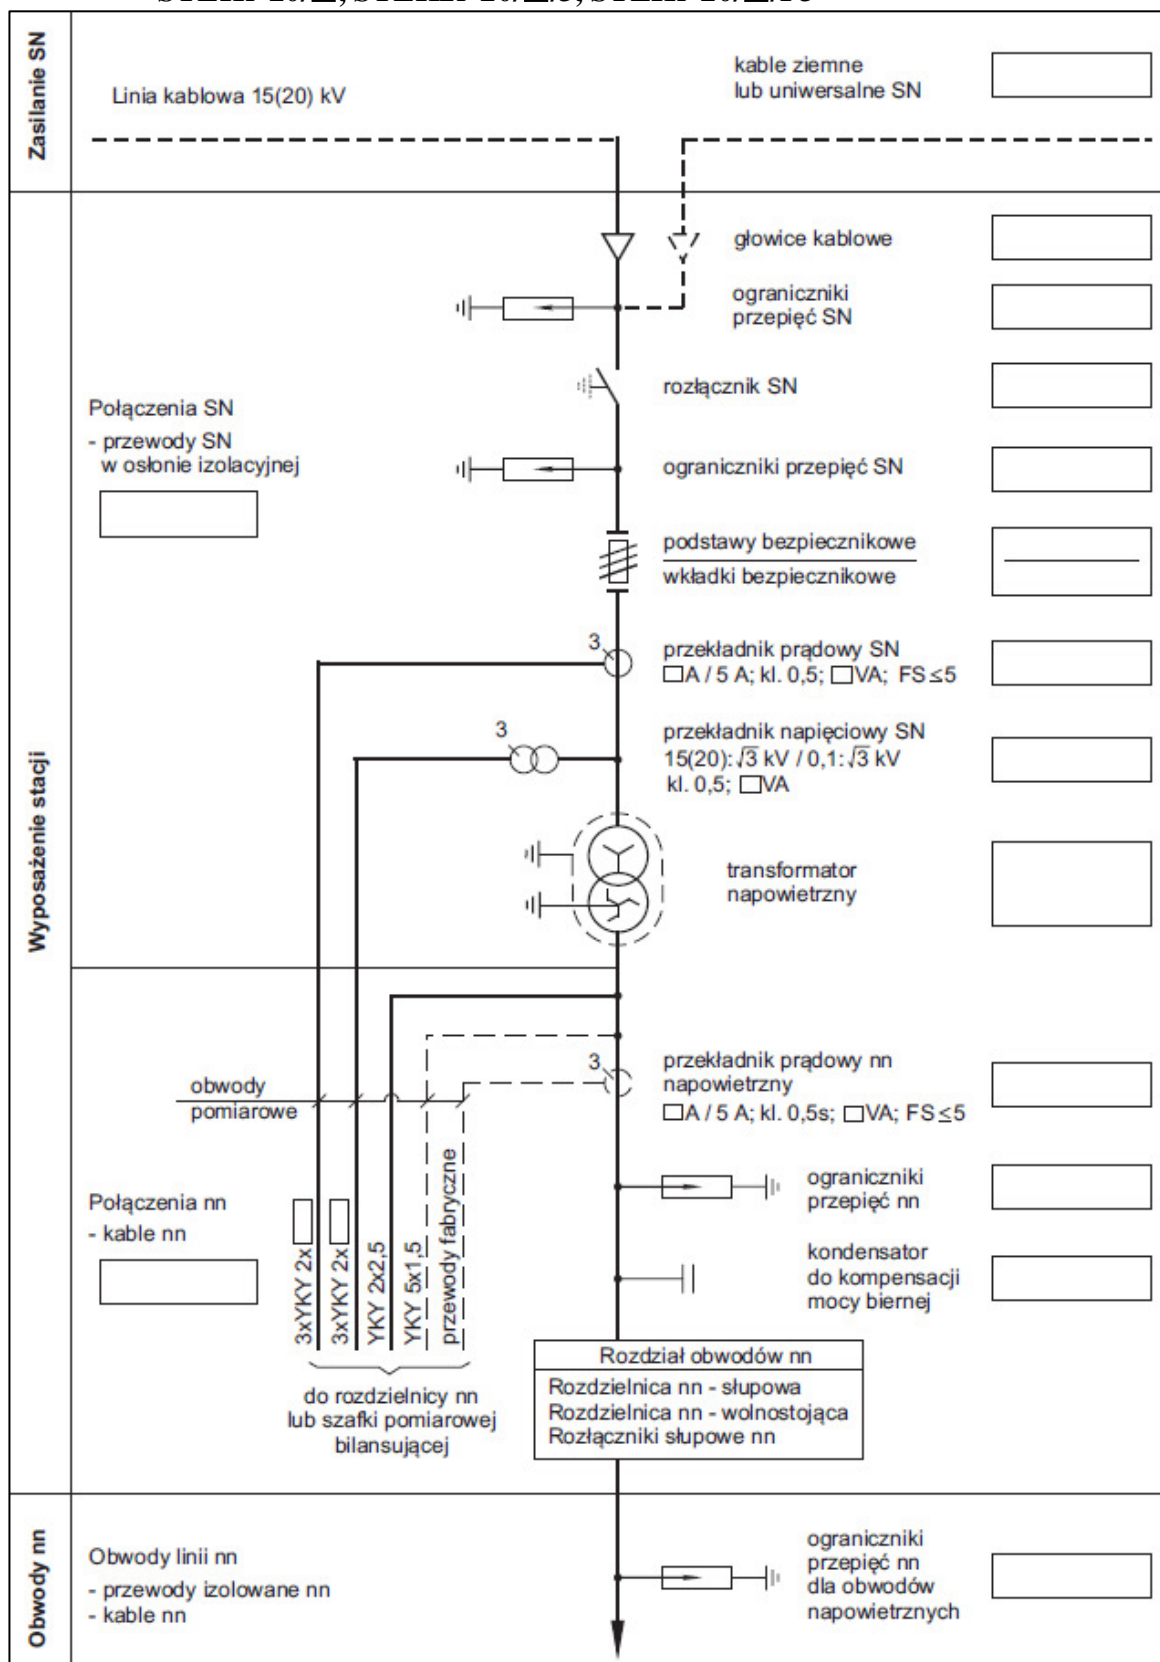 Zasilanie SN
Linia kablowa 15(20) kV
kable ziemne
lub uniwersalne SN
Wyposażenie stacji
głowice kablowe
ograniczniki
przepięć SN
rozłącznik SN
Połączenia SN
- przewody SN
w osłonie izolacyjnej
ograniczniki przepięć SN
podstawy bezpiecznikowe
wkładki bezpiecznikowe
3
przekładnik prądowy SN
□A / 5 A; kl. 0,5; □VA; FS ≤5
3
przekładnik napięciowy SN
15(20):√3 kV / 0,1:√3 kV
kl. 0,5; □VA
transformator
napowietrzny
3
przekładnik prądowy nn
napowietrzny
□A / 5 A; kl. 0,5s; □VA; FS ≤5
obwody
pomiarowe
ograniczniki
przepięć nn
Połączenia nn
- kable nn
3xYKY 2x□
3xYKY 2x□
YKY 2x2,5
YKY 5x1,5
przewody fabryczne
kondensator
do kompensacji
mocy biernej
do rozdzielnicy nn
lub szafki pomiarowej
bilansującej
Rozdział obwodów nn
Rozdzielnica nn - słupowa
Rozdzielnica nn - wolnostojąca
Rozłączniki słupowe nn
Obwody nn
Obwody linii nn
- przewody izolowane nn
- kable nn
ograniczniki
przepięć nn
dla obwodów
napowietrznych